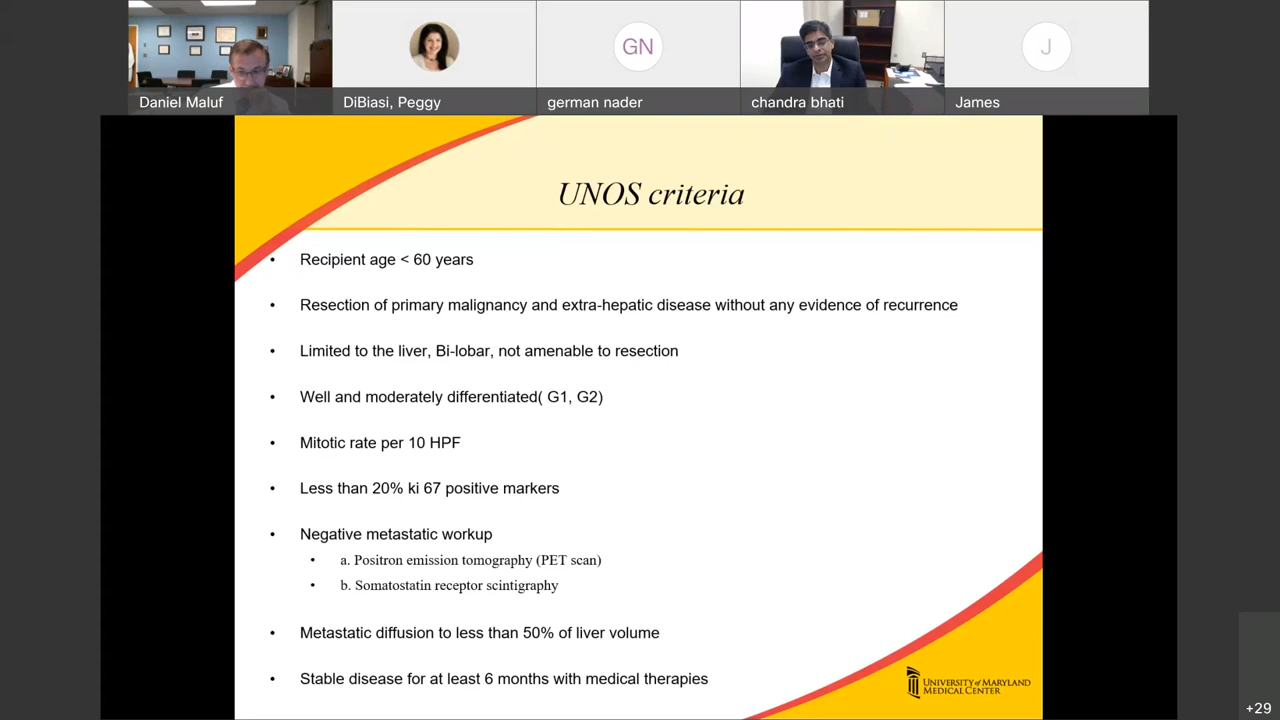 GN
J
Daniel Maluf
DiBiasi, Peggy
german nader
chandra bhati
James
UNOS criteria
• Recipient age < 60 years
• Resection of primary malignancy and extra-hepatic disease without any evidence of recurrence
• Limited to the liver, Bi-lobar, not amenable to resection
• Well and moderately differentiated( G1, G2)
• Mitotic rate per 10 HPF
• Less than 20% ki 67 positive markers
• Negative metastatic workup
• a. Positron emission tomography (PET scan)
• b. Somatostatin receptor scintigraphy
• Metastatic diffusion to less than 50% of liver volume
• Stable disease for at least 6 months with medical therapies
UNIVERSITY of MARYLAND
MEDICAL CENTER
+29